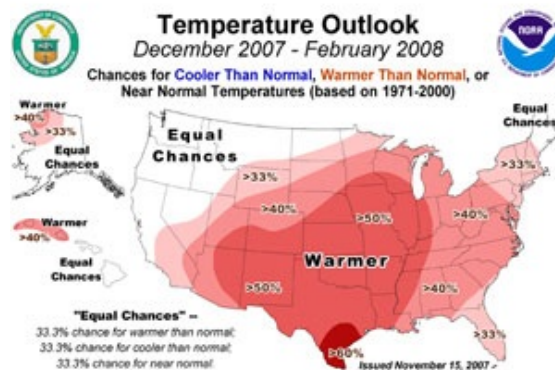 Temperature Outlook
December 2007 - February 2008
Chances for Cooler Than Normal, Warmer Than Normal, or
Near Normal Temperatures (based on 1971-2000)
NOAA
Warmer
>40%
>33%
Equal
Chances
Warmer
>40%
Equal
Chances
Equal
Chances
Equal
Chances
>33%
>40%
>50%
>40%
>33%
Warmer
>50%
>40%
>33%
>60%
"Equal Chances" --
33.3% chance for warmer than normal;
33.3% chance for cooler than normal;
33.3% chance for near normal.
Issued November 15, 2007 -